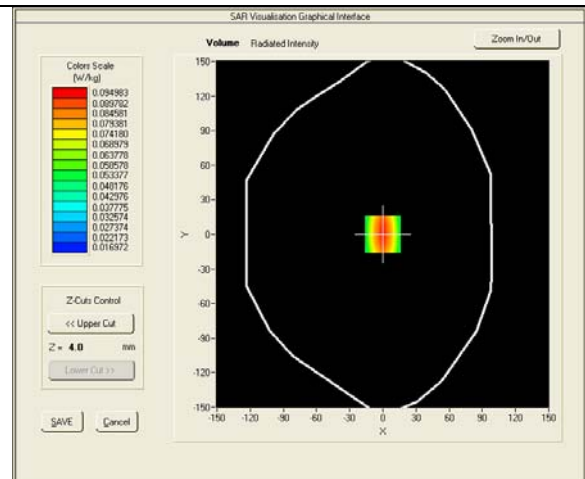 SAR Visualisation Graphical Interface
Volume Radiated Intensity
Zoom In/Out
Colors Scale
(W/kg)
0.094983
0.089782
0.084581
0.079381
0.074180
0.068979
0.063778
0.058578
0.053377
0.048176
0.042976
0.037775
0.032574
0.027374
0.022173
0.016972
Z-Cuts Control
<< Upper Cut
Z = 4.0 mm
Lower Cut >>
SAVE Cancel
150
120
90
60
30
0
-30
-60
-90
-120
-150
Y
-150 -120 -90 -60 -30 0 30 60 90 120 150
X